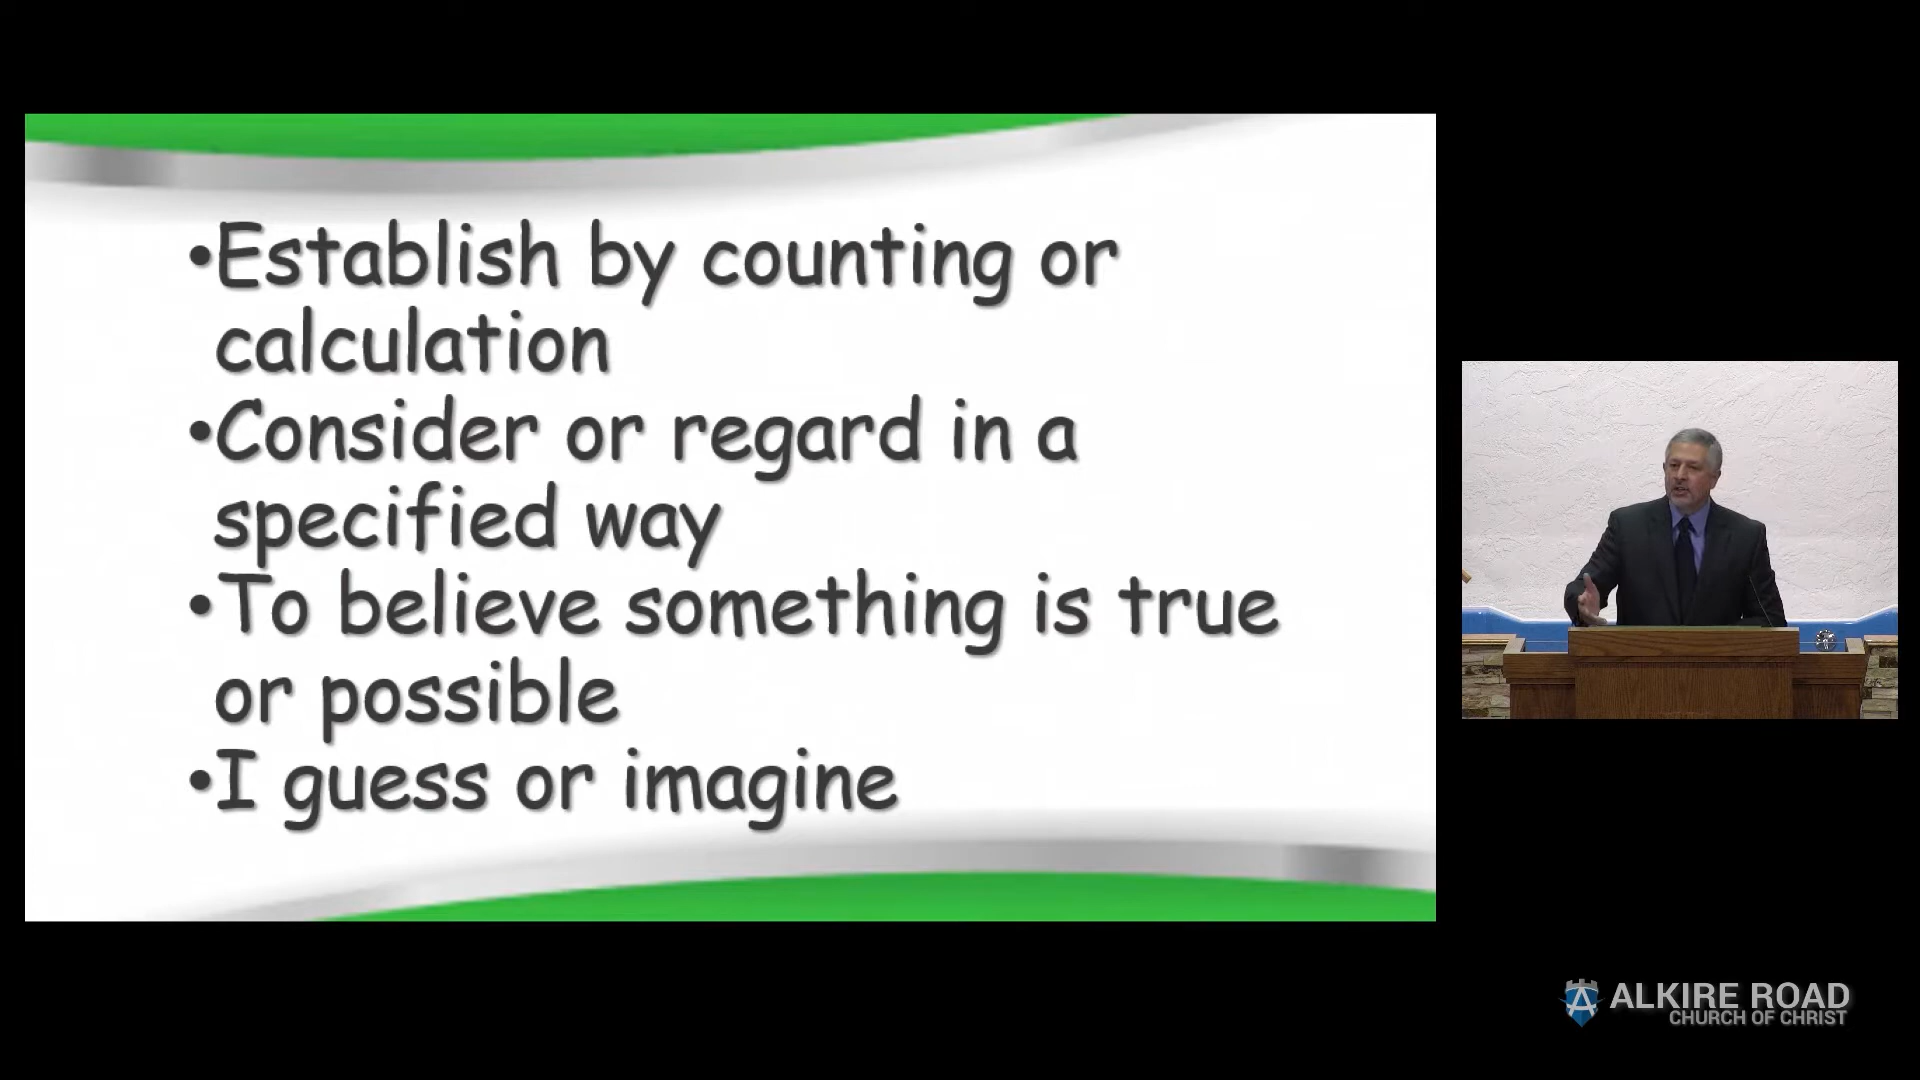 •Establish by counting or
calculation
•Consider or regard in a
specified way
•To believe something is true
or possible
•I guess or imagine
ALKIRE ROAD
CHURCH OF CHRIST